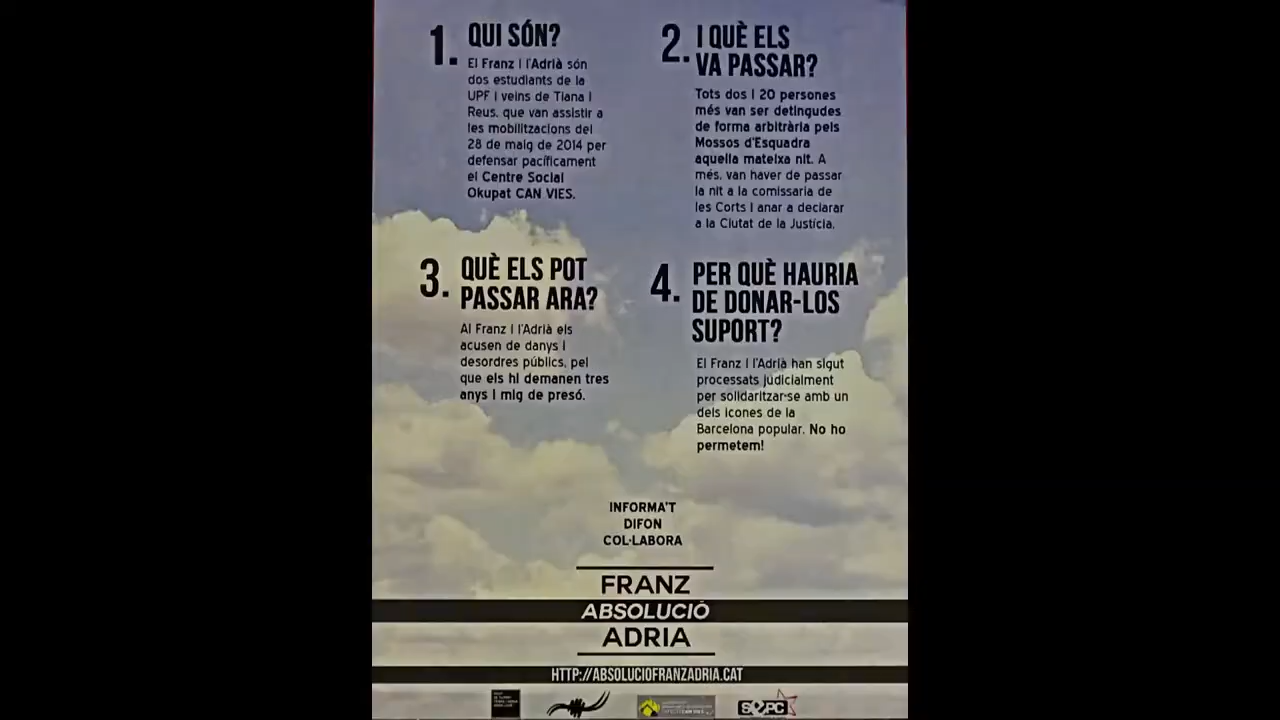 1. QUI SÓN?
El Franz i l'Adrià són
dos estudiants de la
UPF i veïns de Tiana i
Reus, que van assistir a
les mobilitzacions del
28 de maig de 2014 per
defensar pacíficament
el Centre Social
Okupat CAN VIES.
2. I QUÈ ELS
VA PASSAR?
Tots dos i 20 persones
més van ser detingudes
de forma arbitrària pels
Mossos d'Esquadra
aquella mateixa nit. A
més, van haver de passar
la nit a la comissaria de
les Corts i anar a declarar
a la Ciutat de la Justícia.
3. QUÈ ELS POT
PASSAR ARA?
Al Franz i l'Adrià els
acusen de danys i
desordres públics, pel
que els hi demanen tres
anys i mig de presó.
4. PER QUÈ HAURIA
DE DONAR-LOS
SUPORT?
El Franz i l'Adrià han sigut
processats judicialment
per solidaritzar-se amb un
dels icones de la
Barcelona popular. No ho
permetem!
INFORMA'T
DIFON
COL·LABORA
FRANZ
ABSOLUCIÓ
ADRIA
HTTP://ABSOLUCIOFRANZADRIA.CAT
SEPC